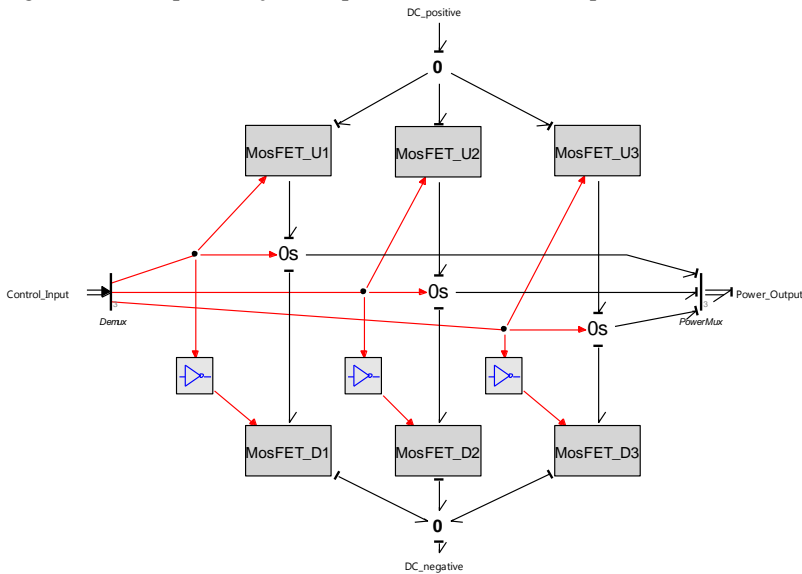 DC_positive
0
MosFET_U1
MosFET_U2
MosFET_U3
0s
Control_Input
3
Demux
0s
3
PowerMux
Power_Output
0s
MosFET_D1
MosFET_D2
MosFET_D3
0
DC_negative